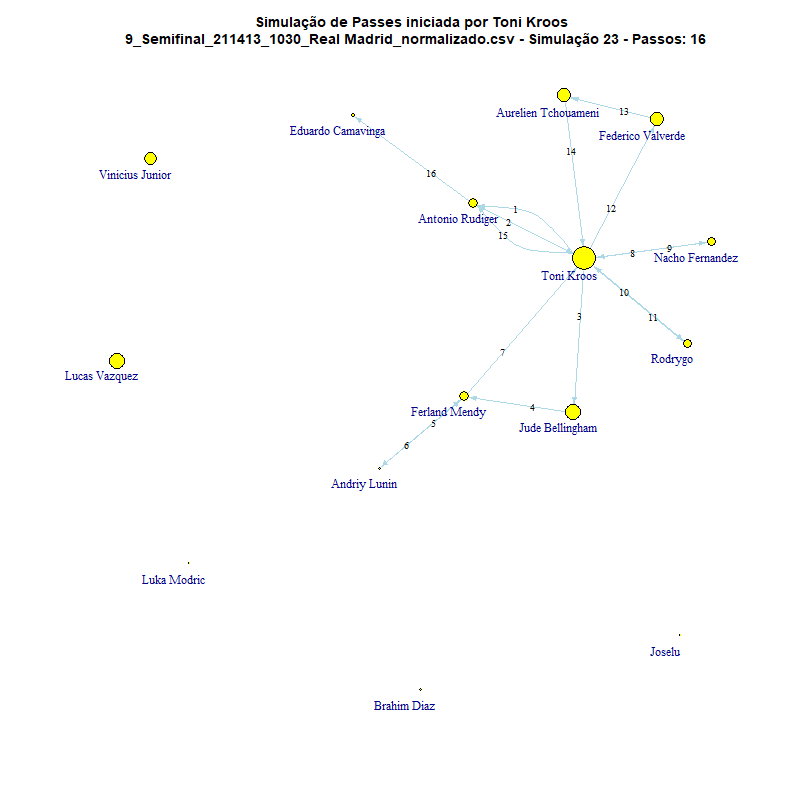 Simulação de Passes iniciada por Toni Kroos
9_Semifinal_211413_1030_Real Madrid_normalizado.csv - Simulação 23 - Passos: 16
Aurelien Tchouameni
13
Eduardo Camavinga
Federico Valverde
14
Vinicius Junior
16
1
12
Antonio Rudiger
2
15
9
8
Nacho Fernandez
Toni Kroos
10
3
11
7
Rodrygo
Lucas Vazquez
4
Ferland Mendy
5
Jude Bellingham
6
Andriy Lunin
Luka Modric
Joselu
Brahim Diaz